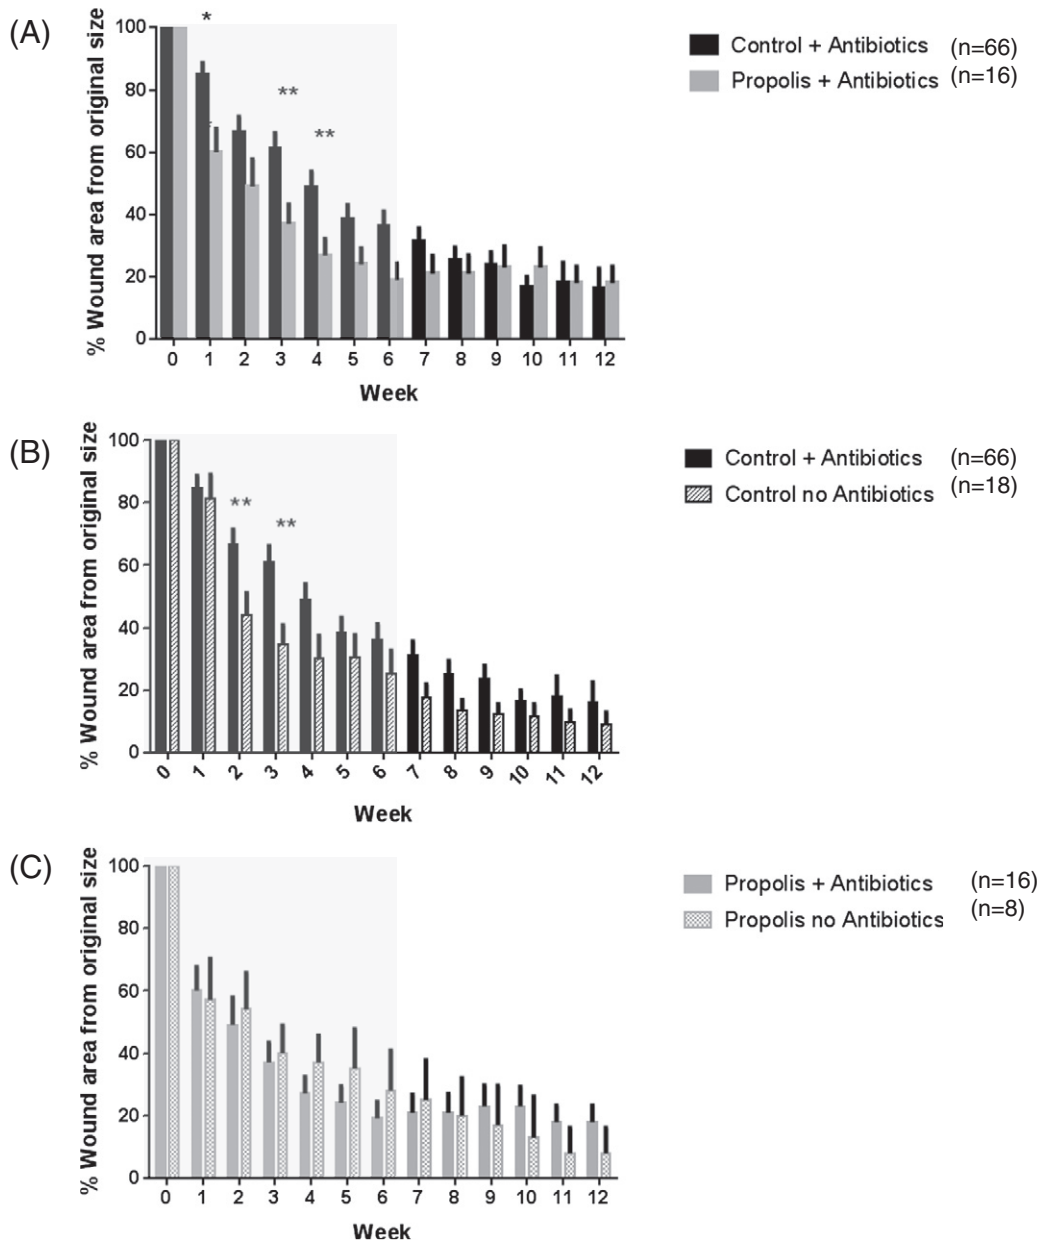 (A)
% Wound area from original size
100
80
60
40
20
0
*
**
**
0 1 2 3 4 5 6 7 8 9 10 11 12
Week
Control + Antibiotics (n=66)
Propolis + Antibiotics (n=16)
(B)
% Wound area from original size
100
80
60
40
20
0
**
**
0 1 2 3 4 5 6 7 8 9 10 11 12
Week
Control + Antibiotics (n=66)
Control no Antibiotics (n=18)
(C)
% Wound area from original size
100
80
60
40
20
0
0 1 2 3 4 5 6 7 8 9 10 11 12
Week
Propolis + Antibiotics (n=16)
Propolis no Antibiotics (n=8)